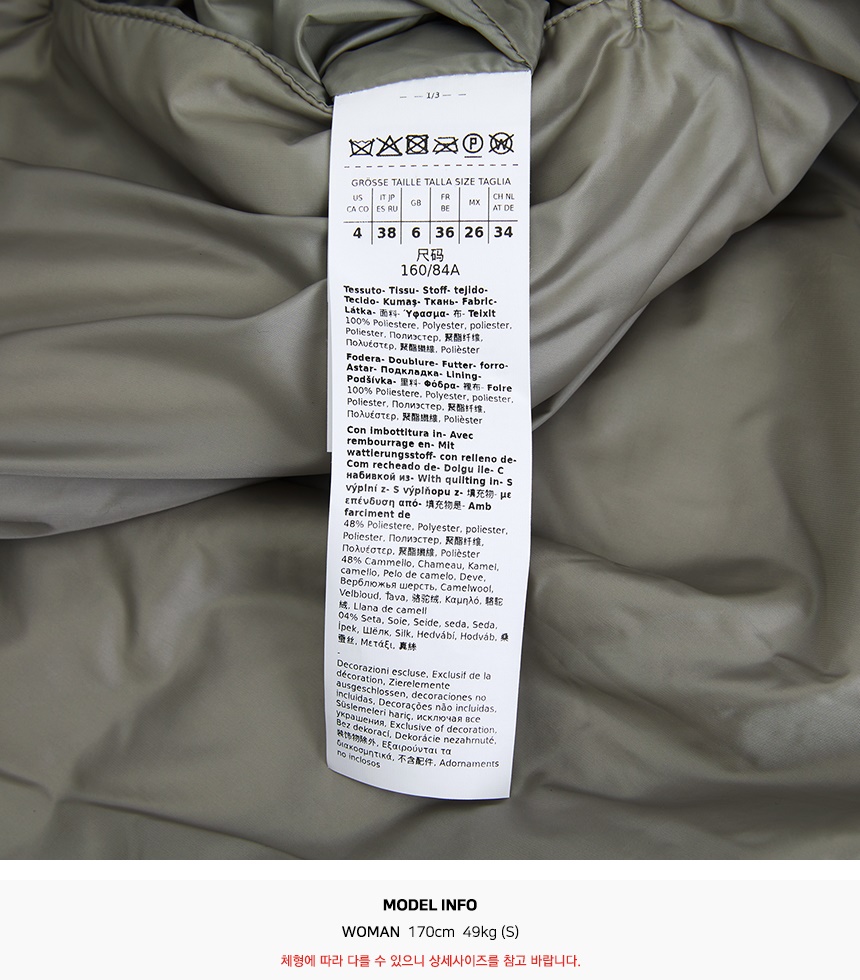 1/3
GRÖSSE TAILLE TALLA SIZE TAGLIA
US CA CO | IT JP ES RU | GB | FR BE | MX | CH NL AT DE
4 | 38 | 6 | 36 | 26 | 34
尺码
160/84A
Tessuto- Tissu- Stoff- tejido-
Tecido- Kumaş- Ткань- Fabric-
Látka- 面料- Ύφασμα- 布- Teixit
100% Poliestere, Polyester, poliester,
Poliester, Полиэстер, 聚酯纤维,
Πολυέστερ, 聚酯纖維, Polièster
Fodera- Doublure- Futter- forro-
Astar- Подкладка- Lining-
Podšívka- 里料- Φόδρα- 裡布- Folre
100% Poliestere, Polyester, poliester,
Poliester, Полиэстер, 聚酯纤维,
Πολυέστερ, 聚酯纖維, Polièster
Con imbottitura in- Avec
rembourrage en- Mit
wattierungsstoff- con relleno de-
Com recheado de- Dolgu ile- С
набивкой из- With quilting in- S
výplní z- S výplňopu z- 填充物- με
επένδυση από- 填充物是- Amb
farciment de
48% Poliestere, Polyester, poliester,
Poliester, Полиэстер, 聚酯纤维,
Πολυέστερ, 聚酯纖維, Polièster
48% Cammello, Chameau, Kamel,
camello, Pelo de camelo, Deve,
Верблюжья шерсть, Camelwool,
Velbloud, Ťava, 骆驼绒, Καμηλό, 駱駝
絨, Llana de camell
04% Seta, Soie, Seide, seda, Seda,
İpek, Шёлк, Silk, Hedvábí, Hodváb, 桑
蚕丝, Μετάξι, 真絲
-
Decorazioni escluse, Exclusif de la
décoration, Zierelemente
ausgeschlossen, decoraciones no
incluidas, Decorações não incluidas,
Süslemeleri hariç, исключая все
украшения, Exclusive of decoration,
Bez dekorací, Dekorácie nezahrnuté,
装饰物除外, Εξαιρούνται τα
διακοσμητικά, 不含配件, Adornaments
no inclosos
MODEL INFO
WOMAN 170cm 49kg (S)
체형에 따라 다를 수 있으니 상세사이즈를 참고 바랍니다.